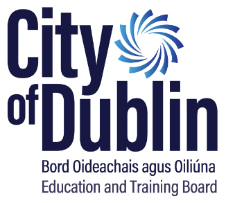 City
of Dublin
Bord Oideachais agus Oiliúna
Education and Training Board